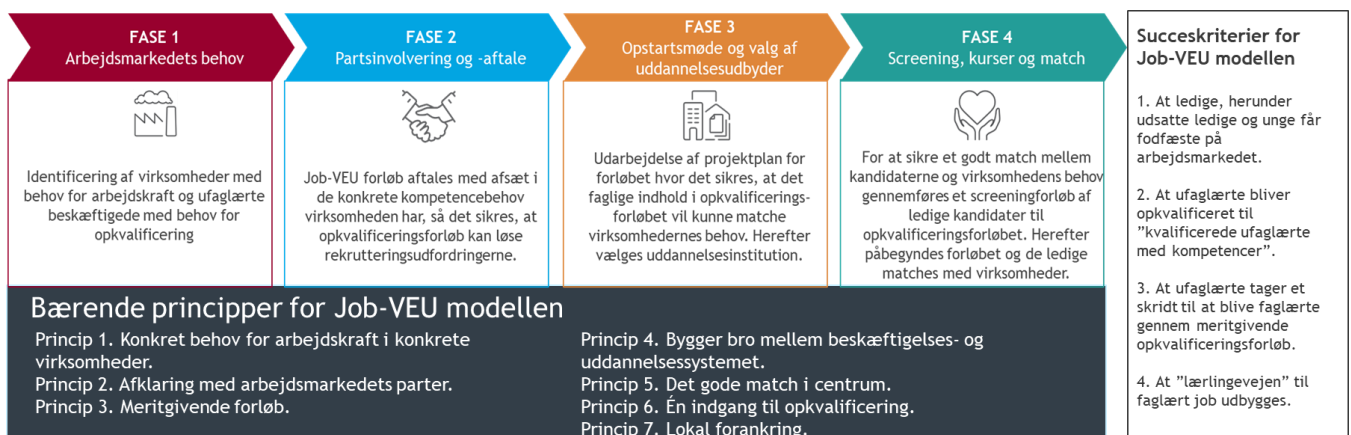 FASE 1
Arbejdsmarkedets behov
Identificering af virksomheder med
behov for arbejdskraft og ufaglærte
beskæftigede med behov for
opkvalificering
FASE 2
Partsinvolvering og -aftale
Job-VEU forløb aftales med afsæt i
de konkrete kompetencebehov
virksomheden har, så det sikres, at
opkvalificeringsforløb kan løse
rekrutteringsudfordringerne.
FASE 3
Opstartsmøde og valg af
uddannelsesudbyder
Udarbejdelse af projektplan for
forløbet hvor det sikres, at det
faglige indhold i opkvalificerings-
forløbet vil kunne matche
virksomhedernes behov. Herefter
vælges uddannelsesinstitution.
FASE 4
Screening, kurser og match
For at sikre et godt match mellem
kandidaterne og virksomhedens behov
gennemføres et screeningforløb af
ledige kandidater til
opkvalificeringsforløbet. Herefter
påbegyndes forløbet og de ledige
matches med virksomheder.
Bærende principper for Job-VEU modellen
Princip 1. Konkret behov for arbejdskraft i konkrete
virksomheder.
Princip 2. Afklaring med arbejdsmarkedets parter.
Princip 3. Meritgivende forløb.
Princip 4. Bygger bro mellem beskæftigelses- og
uddannelsessystemet.
Princip 5. Det gode match i centrum.
Princip 6. Én indgang til opkvalificering.
Princip 7. Lokal forankring.
Succeskriterier for
Job-VEU modellen
1. At ledige, herunder
udsatte ledige og unge får
fodfæste på
arbejdsmarkedet.
2. At ufaglærte bliver
opkvalificeret til
”kvalificerede ufaglærte
med kompetencer”.
3. At ufaglærte tager et
skridt til at blive faglærte
gennem meritgivende
opkvalificeringsforløb.
4. At ”lærlingevejen” til
faglært job udbygges.